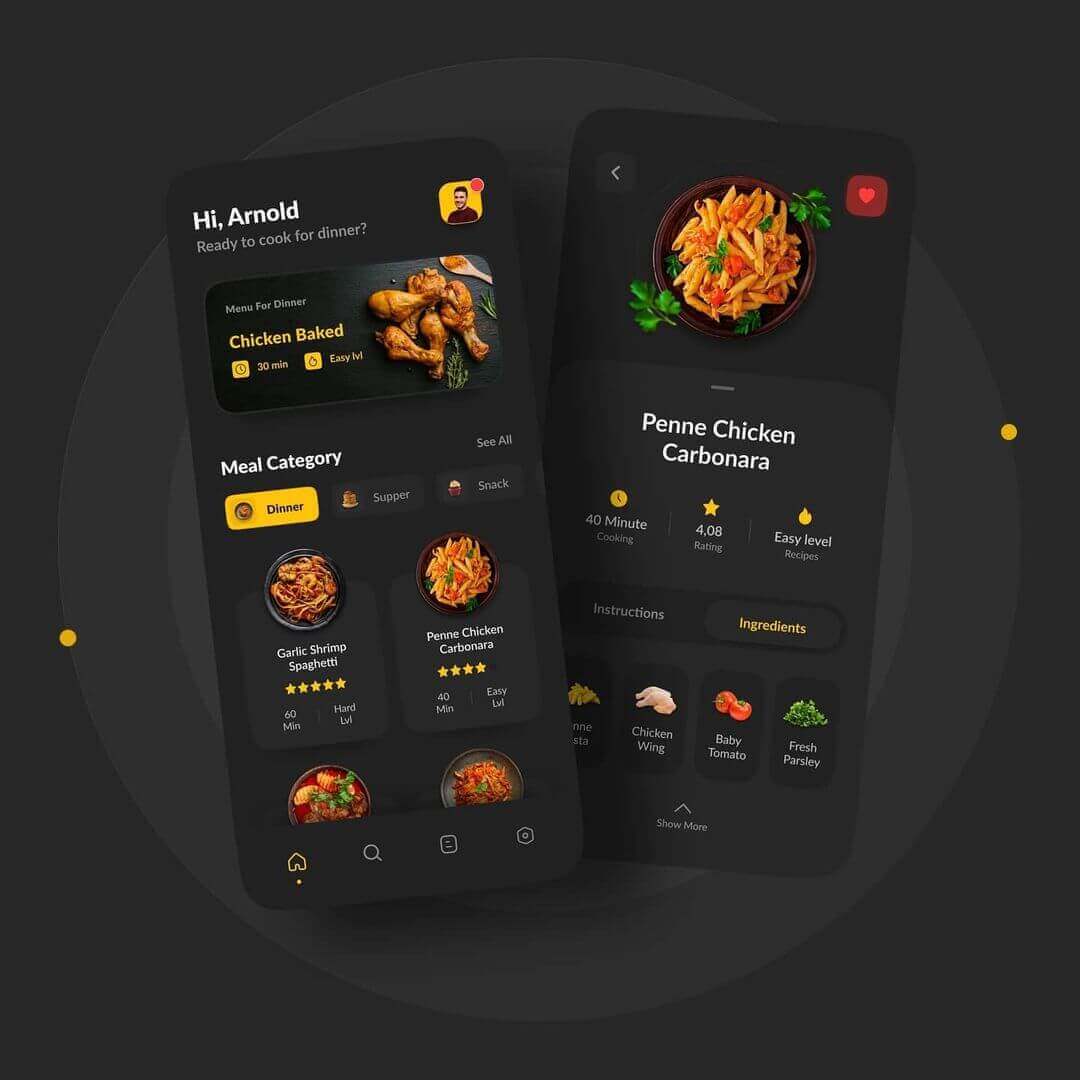 Hi, Arnold
Ready to cook for dinner?
Menu For Dinner
Chicken Baked
30 min
Easy lvl
Meal Category
See All
Dinner
Supper
Snack
Garlic Shrimp
Spaghetti
60
Min
Hard
Lvl
Penne Chicken
Carbonara
40
Min
Easy
Lvl
Penne Chicken
Carbonara
40 Minute
Cooking
4,08
Rating
Easy level
Recipes
Instructions
Ingredients
nne
sta
Chicken
Wing
Baby
Tomato
Fresh
Parsley
Show More